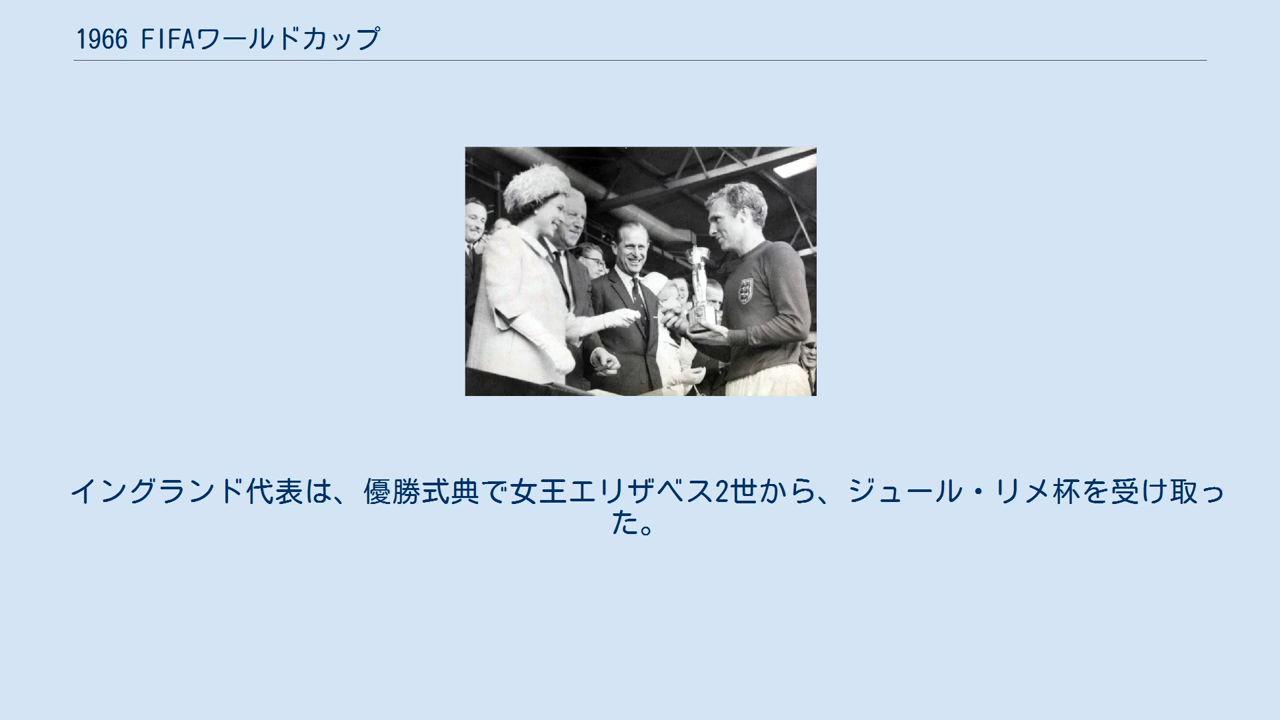 1966 FIFAワールドカップ
イングランド代表は、優勝式典で女王エリザベス2世から、ジュール・リメ杯を受け取っ
た。